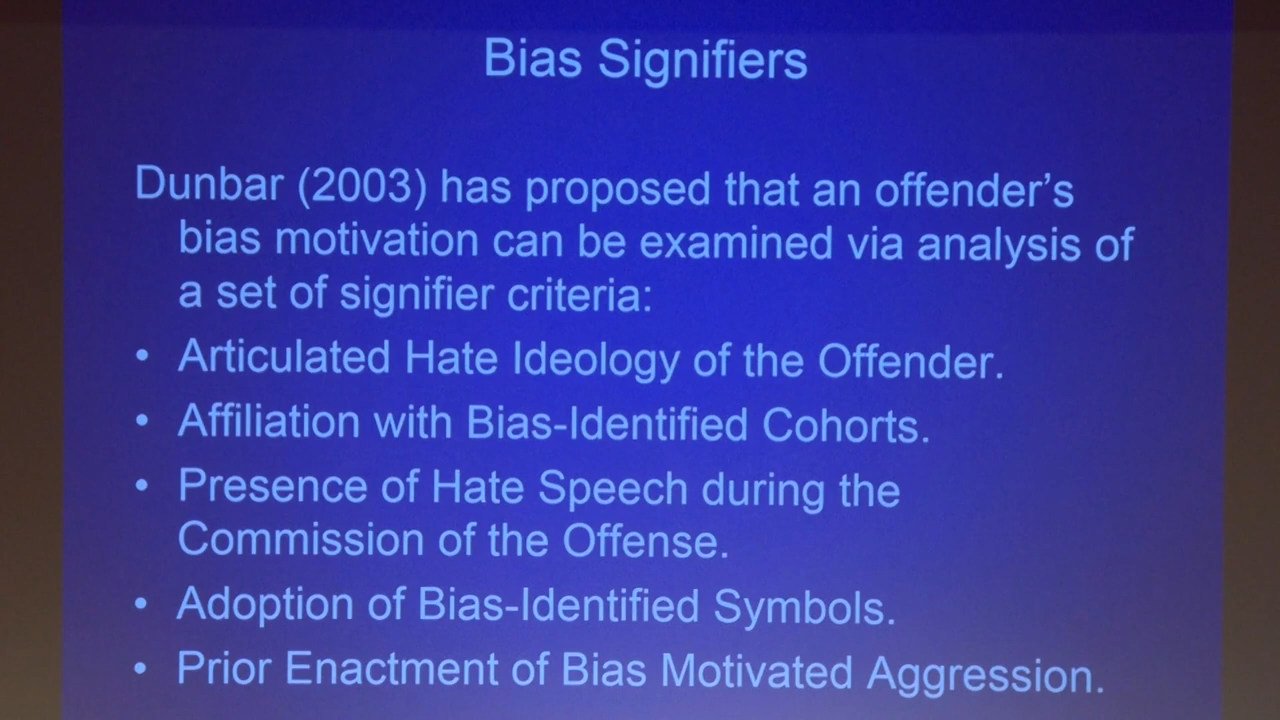 Bias Signifiers
Dunbar (2003) has proposed that an offender's
bias motivation can be examined via analysis of
a set of signifier criteria:
• Articulated Hate Ideology of the Offender.
• Affiliation with Bias-Identified Cohorts.
• Presence of Hate Speech during the
Commission of the Offense.
• Adoption of Bias-Identified Symbols.
• Prior Enactment of Bias Motivated Aggression.